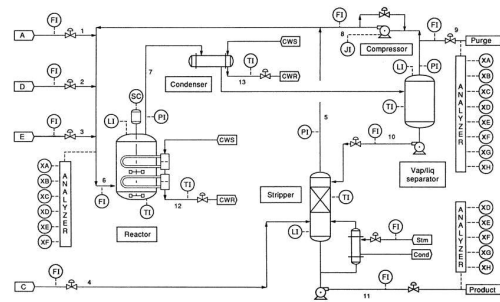 FI
8
FI
9
A
FI
1
JI
Compressor
Purge
7
CWS
XA
Condenser
TI
LI
PI
XB
13
CWR
XC
D
FI
2
SC
TI
XD
PI
XE
LI
PI
5
FI
10
XF
E
FI
3
CWS
XG
XA
XH
XB
Vap/liq
separator
ANALYZER
XC
6
Stripper
TI
ANALYZER
XD
FI
TI
12
TI
CWR
XE
XF
Reactor
LI
FI
Stm
Cond
XD
XE
XF
XG
XH
ANALYZER
C
FI
4
FI
11
Product